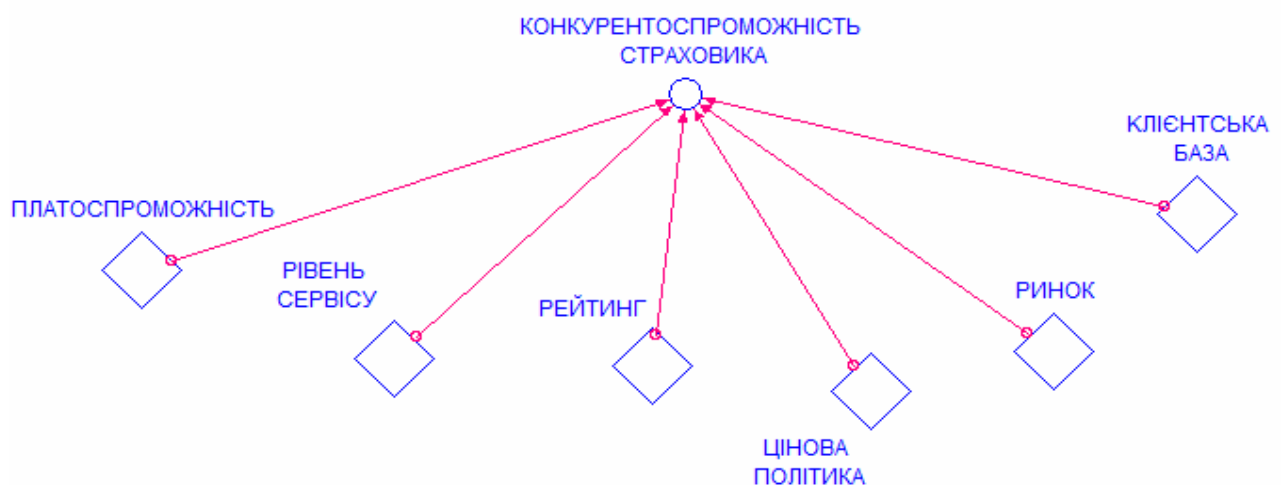 КОНКУРЕНТОСПРОМОЖНІСТЬ
СТРАХОВИКА
КЛІЄНТСЬКА
БАЗА
ПЛАТОСПРОМОЖНІСТЬ
РІВЕНЬ
СЕРВІСУ
РЕЙТИНГ
РИНОК
ЦІНОВА
ПОЛІТИКА